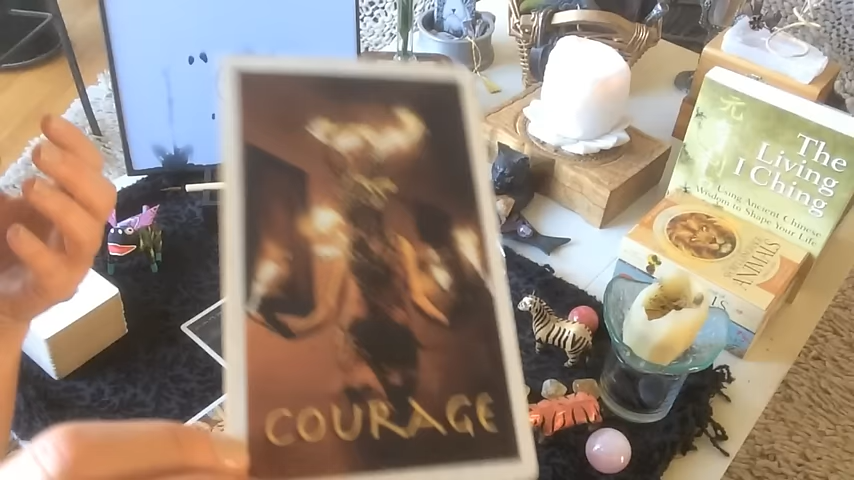 COURAGE
元
The
Living
I Ching
Using Ancient Chinese
Wisdom to Shape Your Life
ANIMALS